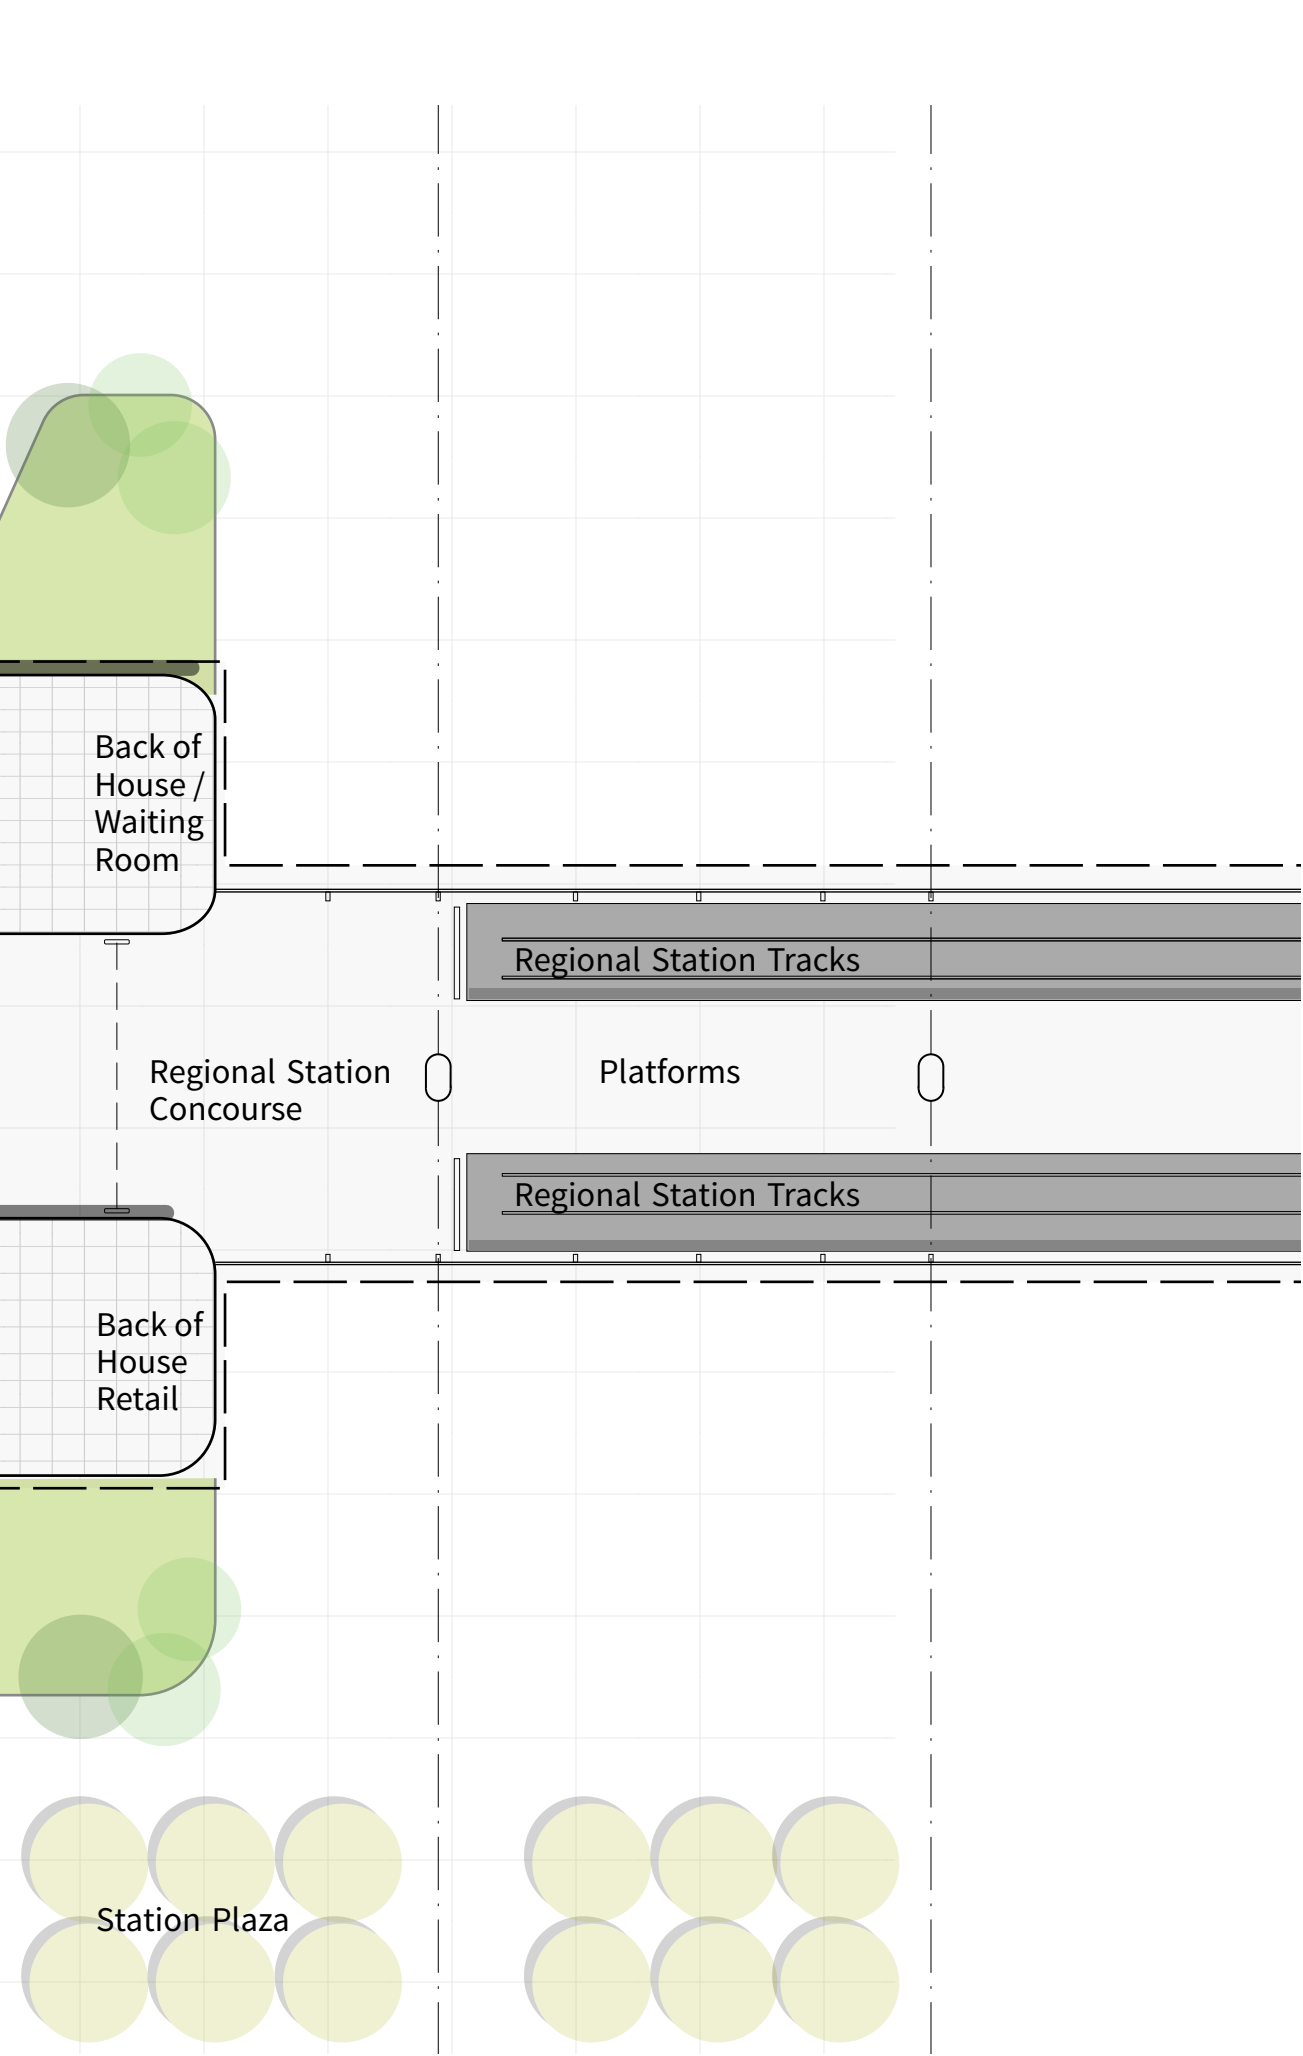 Back of
House /
Waiting
Room
Regional Station Tracks
Regional Station
Concourse
Platforms
Regional Station Tracks
Back of
House
Retail
Station Plaza